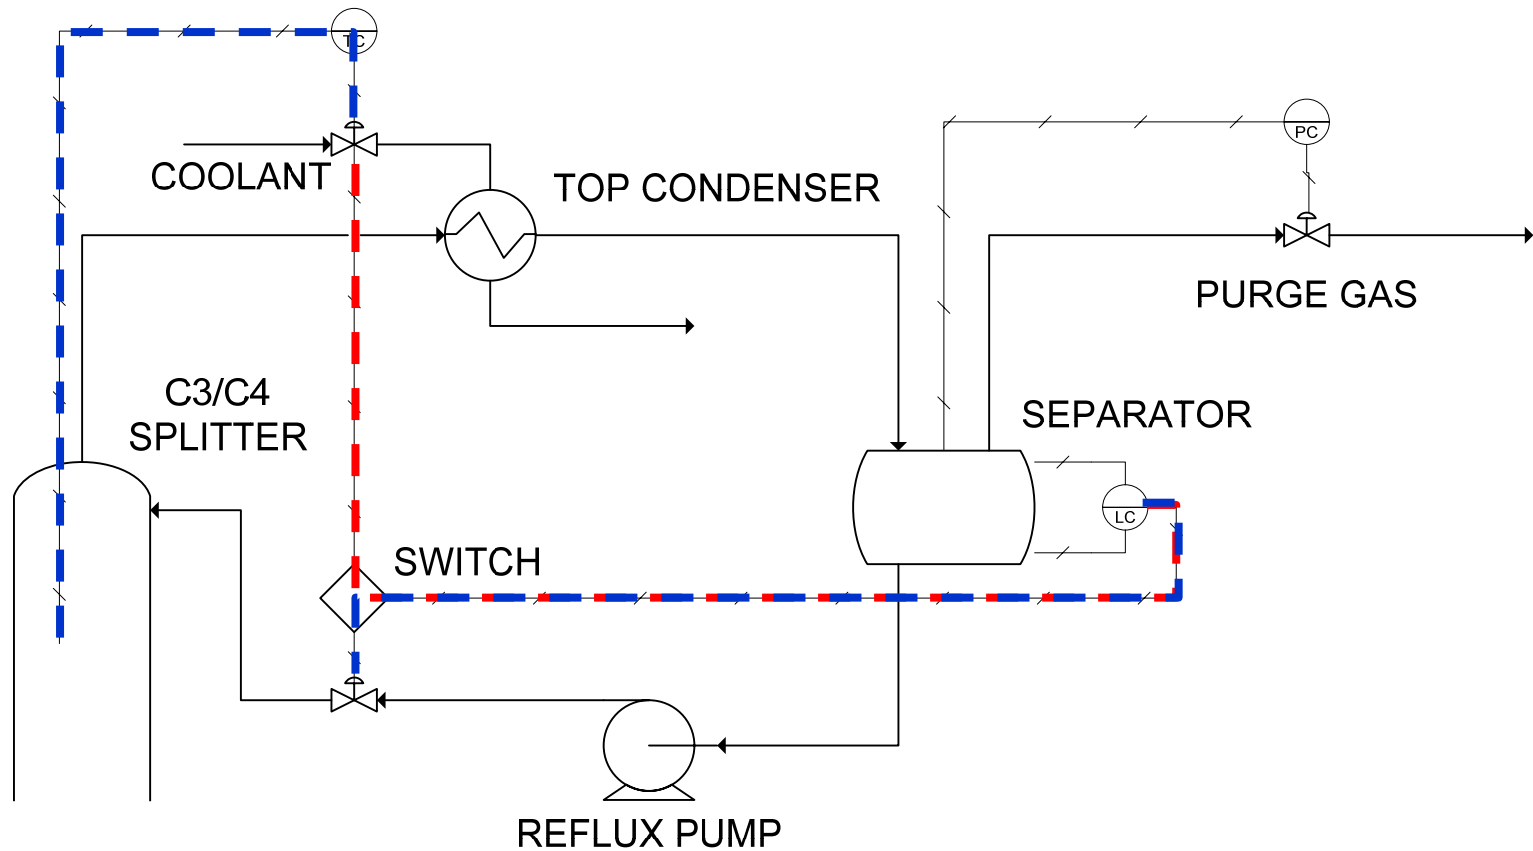 TC
PC
COOLANT
TOP CONDENSER
PURGE GAS
C3/C4
SPLITTER
SEPARATOR
LC
SWITCH
REFLUX PUMP